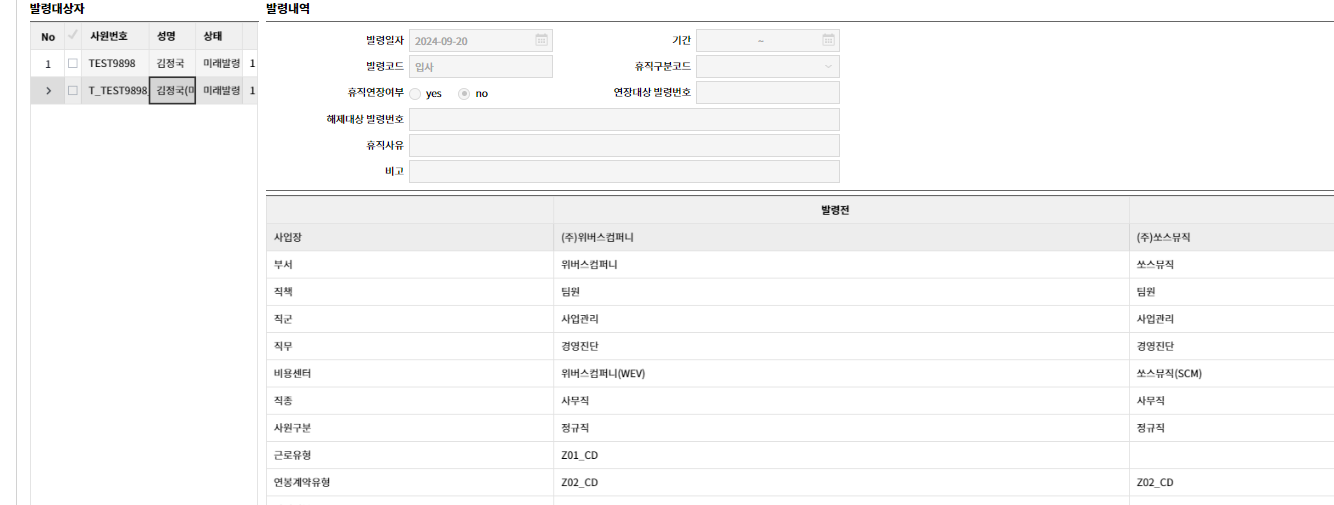 발령대상자
No 사원번호 성명 상태
1 TEST9898 김정국 미래발령 1
> T_TEST9898 김정국(미 미래발령 1
발령내역
발령일자 2024-09-20 기간 ~
발령코드 입사 휴직구분코드
휴직연장여부 yes no 연장대상 발령번호
해제대상 발령번호
휴직사유
비고
발령전
사업장 (주)위버스컴퍼니 (주)쏘스뮤직
부서 위버스컴퍼니 쏘스뮤직
직책 팀원 팀원
직군 사업관리 사업관리
직무 경영진단 경영진단
비용센터 위버스컴퍼니(WEV) 쏘스뮤직(SCM)
직종 사무직 사무직
사원구분 정규직 정규직
근로유형 Z01_CD
연봉계약유형 Z02_CD Z02_CD